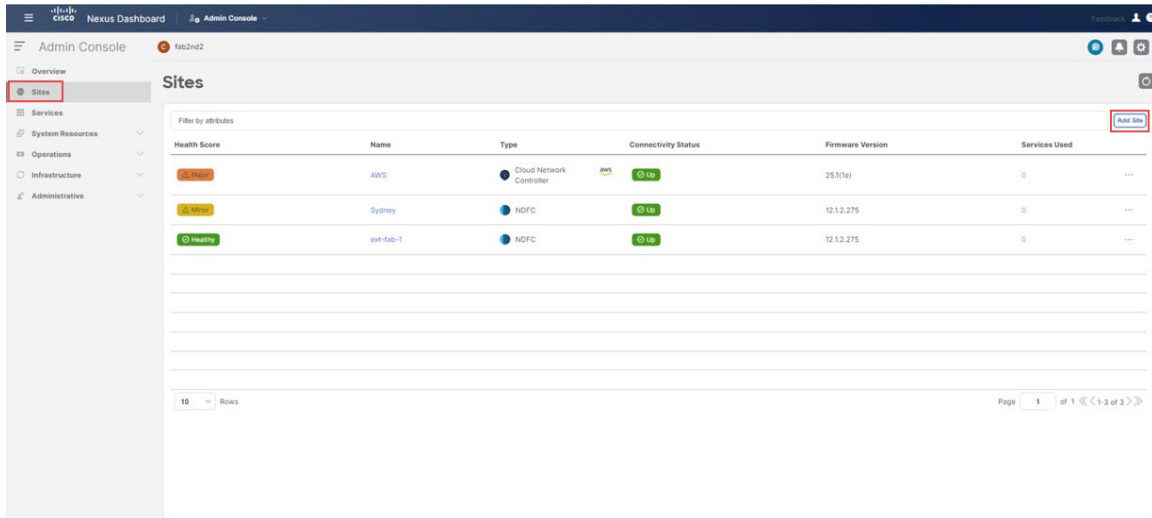 CISCO Nexus Dashboard Admin Console Feedback
Admin Console C fab2nd2
Overview
Sites
Services
System Resources
Operations
Infrastructure
Administrative
Sites
Filter by attributes Add Site
Health Score Name Type Connectivity Status Firmware Version Services Used
Major AWS Cloud Network Controller aws Up 25.1(1e) 0 ...
Minor Sydney NDFC Up 12.1.2.275 0 ...
Healthy ext-fab-1 NDFC Up 12.1.2.275 0 ...
10 Rows Page 1 of 1 1-3 of 3